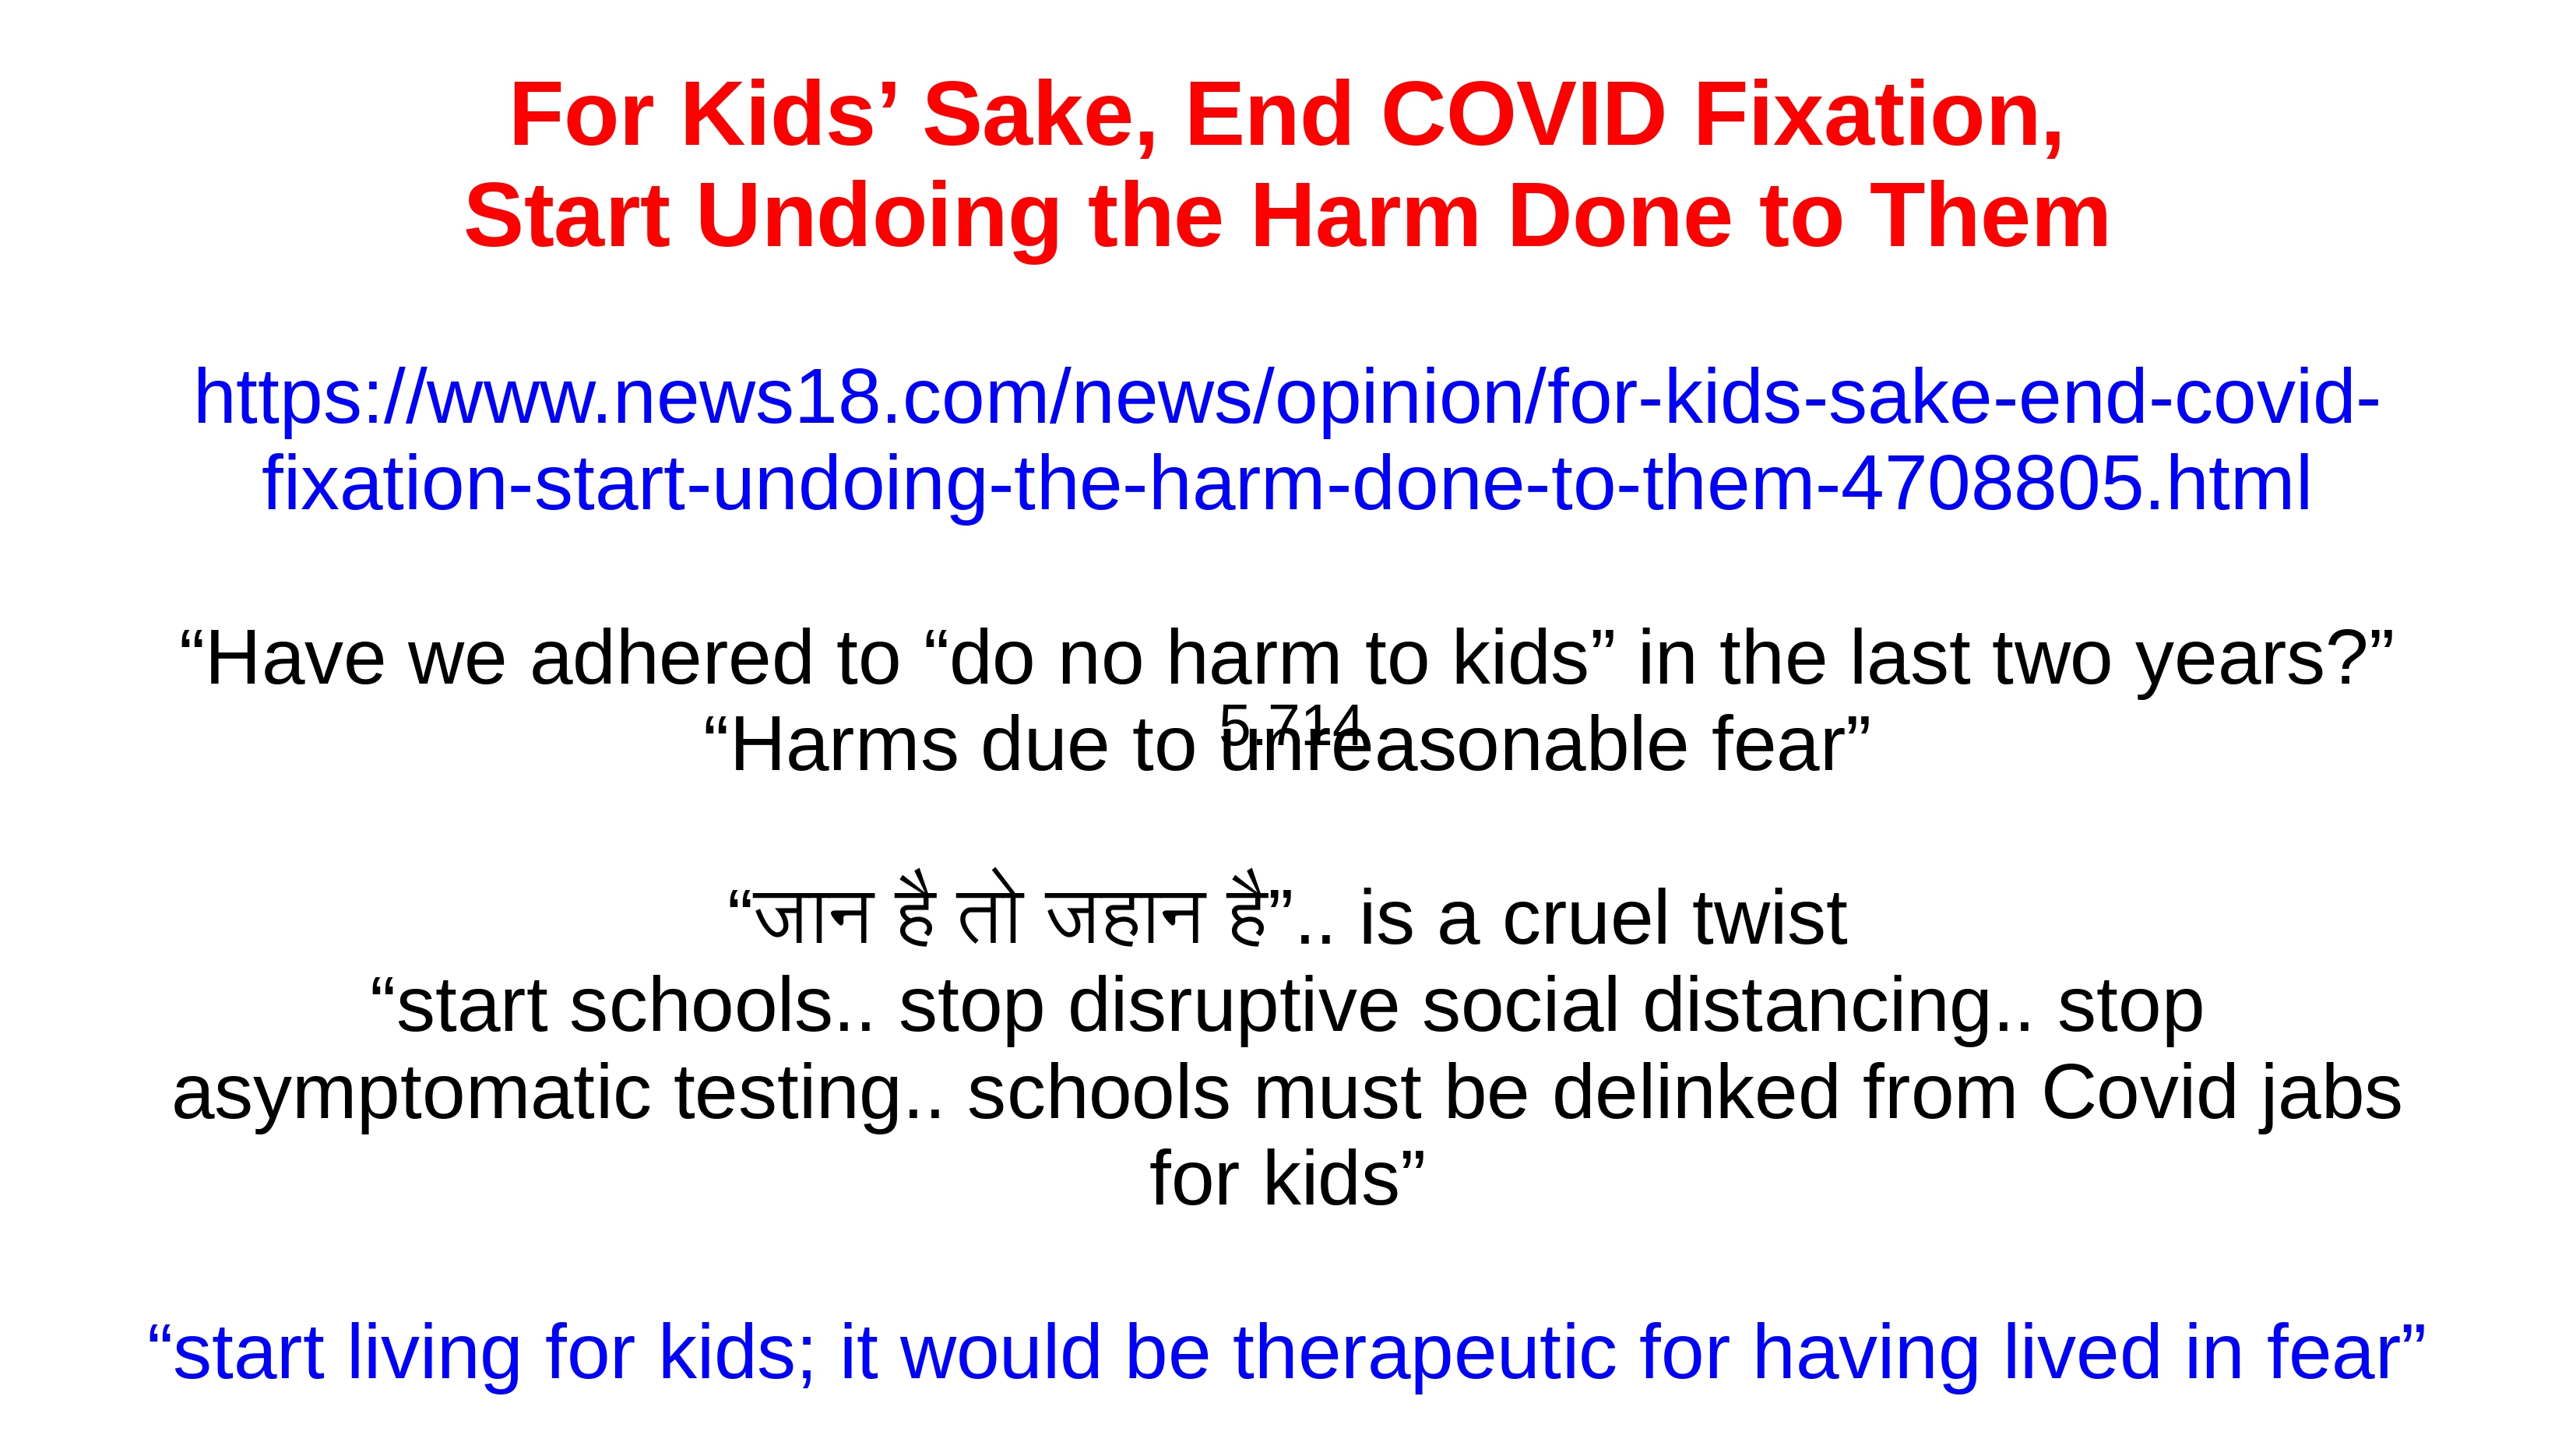 For Kids’ Sake, End COVID Fixation,
Start Undoing the Harm Done to Them
https://www.news18.com/news/opinion/for-kids-sake-end-covid-
fixation-start-undoing-the-harm-done-to-them-4708805.html
“Have we adhered to “do no harm to kids” in the last two years?”
5.714
“Harms due to unreasonable fear”
“जान है तो जहान है”.. is a cruel twist
“start schools.. stop disruptive social distancing.. stop
asymptomatic testing.. schools must be delinked from Covid jabs
for kids”
“start living for kids; it would be therapeutic for having lived in fear”